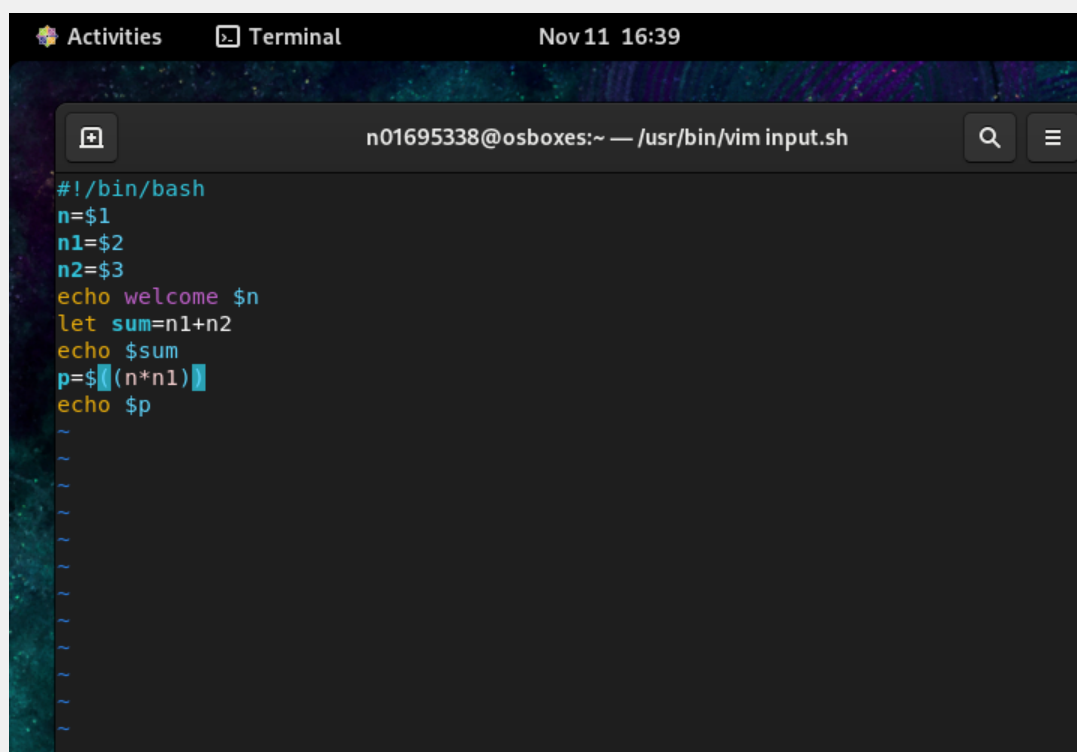 Activities Terminal Nov 11 16:39
n01695338@osboxes:~ — /usr/bin/vim input.sh
#!/bin/bash
n=$1
n1=$2
n2=$3
echo welcome $n
let sum=n1+n2
echo $sum
p=$((n*n1))
echo $p
~
~
~
~
~
~
~
~
~
~
~
~